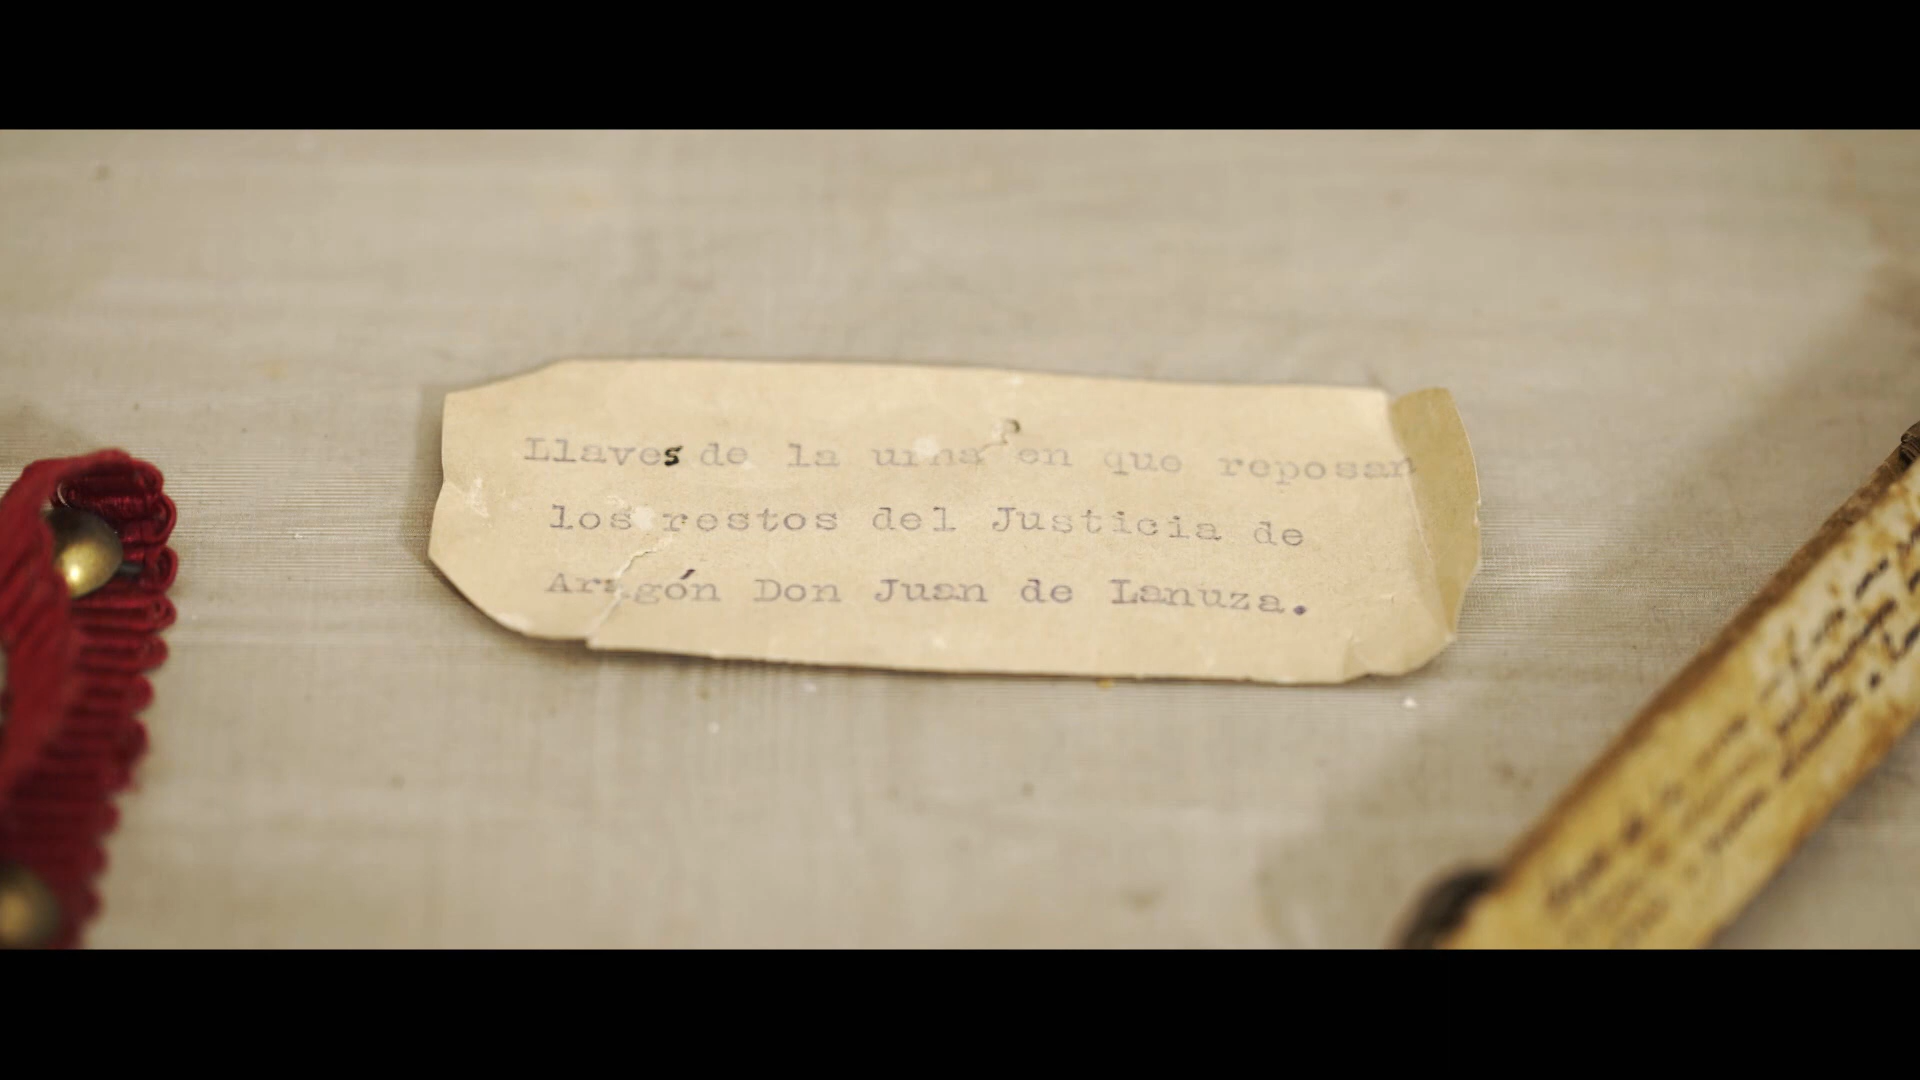 Llaves de la urna en que reposan
los restos del Justicia de
Aragón Don Juan de Lanuza.